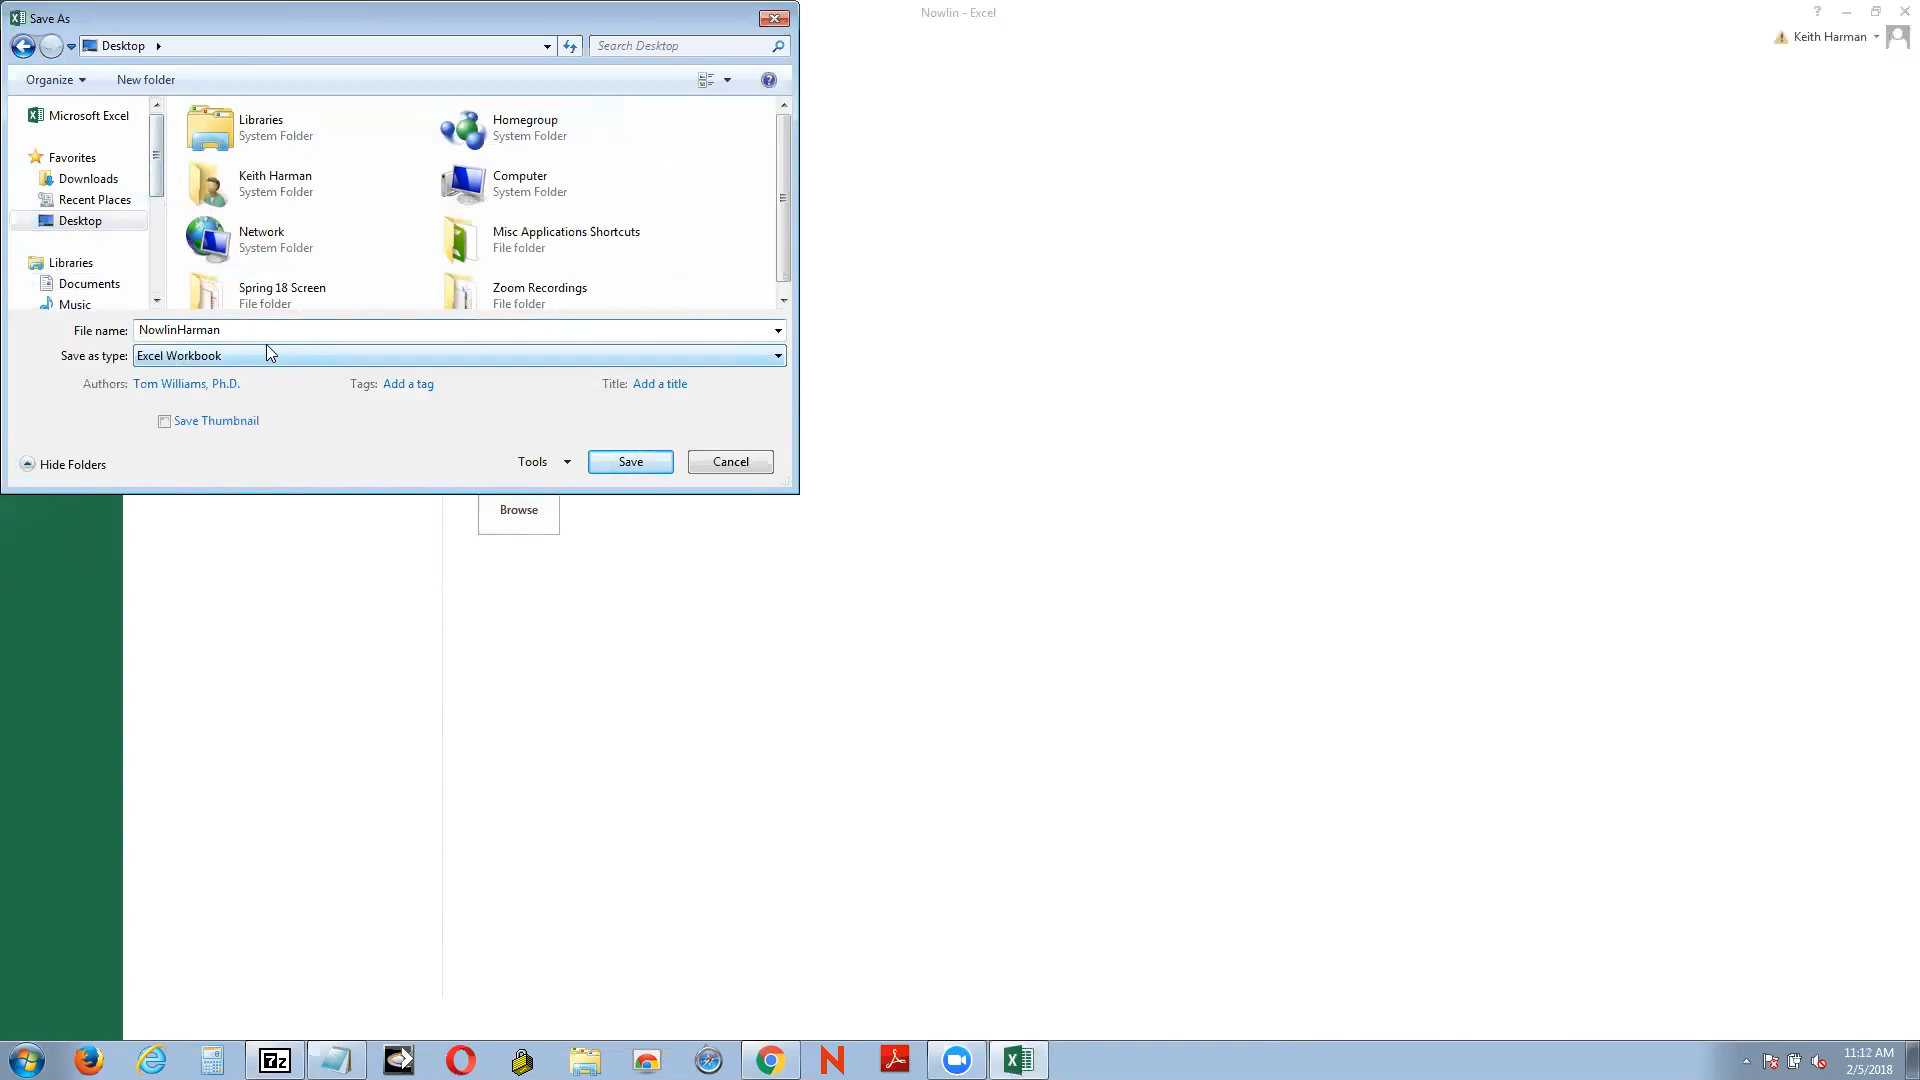 Save As
Nowlin - Excel
Keith Harman
Desktop
Search Desktop
Organize
New folder
Microsoft Excel
Favorites
Downloads
Recent Places
Desktop
Libraries
Documents
Music
Libraries
System Folder
Homegroup
System Folder
Keith Harman
System Folder
Computer
System Folder
Network
System Folder
Misc Applications Shortcuts
File folder
Spring 18 Screen
File folder
Zoom Recordings
File folder
File name: NowlinHarman
Save as type: Excel Workbook
Authors: Tom Williams, Ph.D. Tags: Add a tag Title: Add a title
Save Thumbnail
Hide Folders
Tools
Save
Cancel
Browse
7z
11:12 AM
2/5/2018